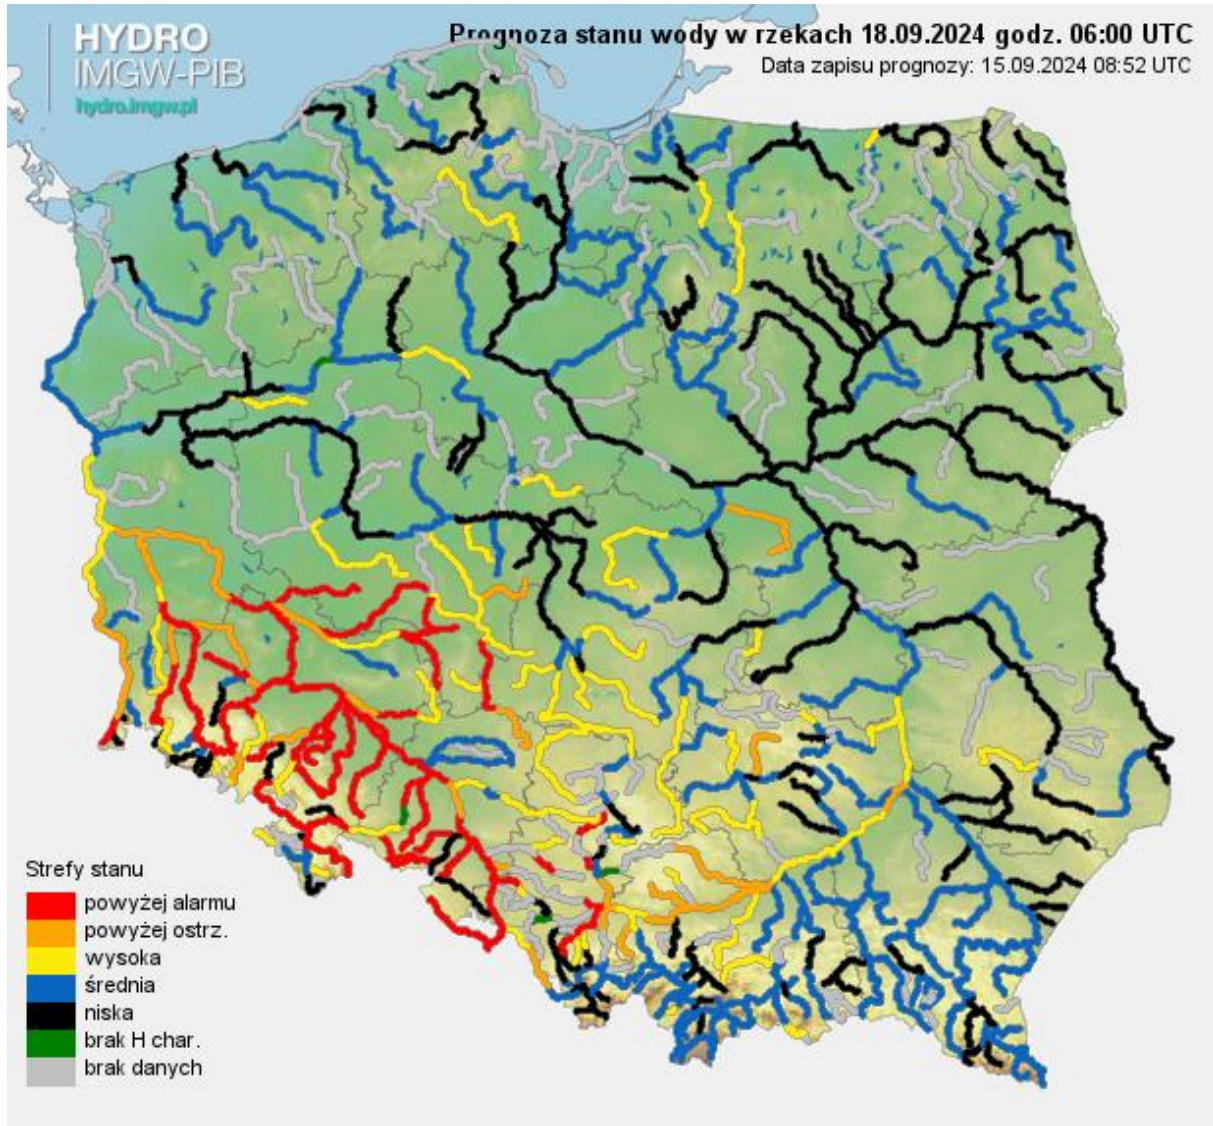 HYDRO
IMGW-PIB
hydro.imgw.pl
Prognoza stanu wody w rzekach 18.09.2024 godz. 06:00 UTC
Data zapisu prognozy: 15.09.2024 08:52 UTC
Strefy stanu
powyżej alarmu
powyżej ostrz.
wysoka
średnia
niska
brak H char.
brak danych